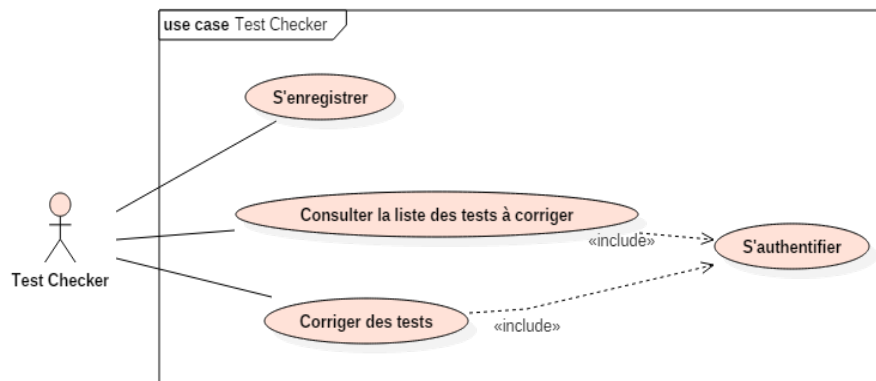 use case Test Checker
S'enregistrer
Consulter la liste des tests à corriger
«include»
S'authentifier
Test Checker
Corriger des tests
«include»